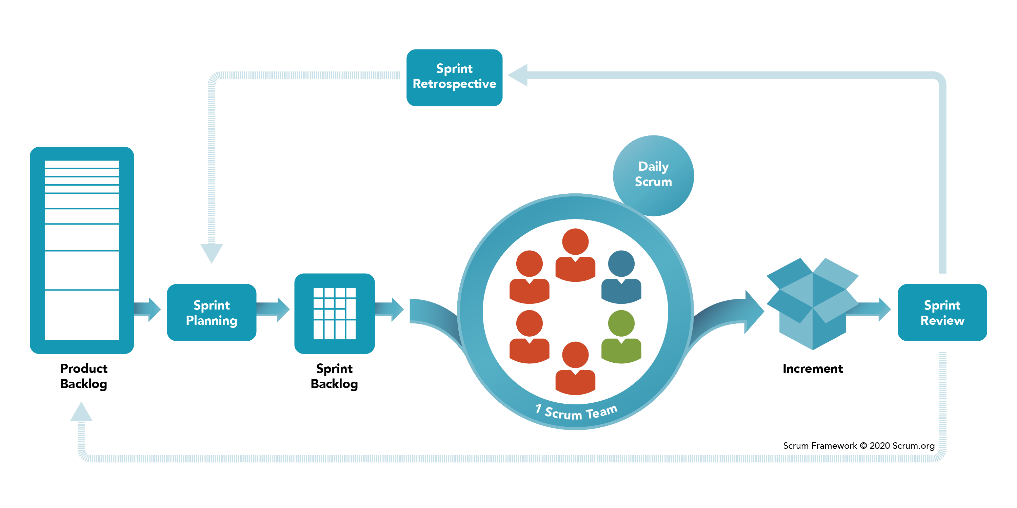 Sprint
Retrospective
Daily
Scrum
Sprint
Planning
Sprint
Review
Product
Backlog
Sprint
Backlog
Increment
1 Scrum Team
Scrum Framework © 2020 Scrum.org